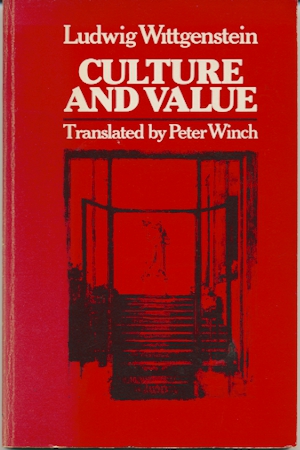 Ludwig Wittgenstein
CULTURE
AND VALUE
Translated by Peter Winch